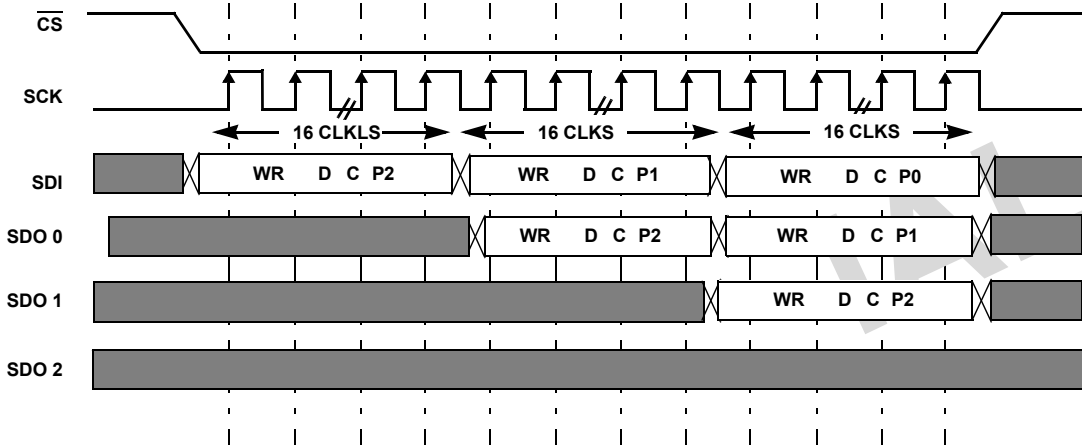 CS
SCK
16 CLKLS 16 CLKS 16 CLKS
SDI WR D C P2 WR D C P1 WR D C P0
SDO 0 WR D C P2 WR D C P1
SDO 1 WR D C P2
SDO 2